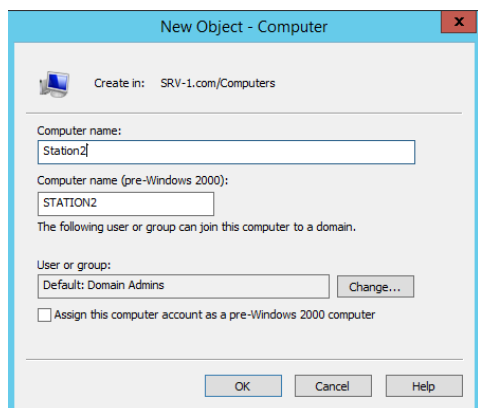 New Object - Computer
x
Create in: SRV-1.com/Computers
Computer name:
Station2
Computer name (pre-Windows 2000):
STATION2
The following user or group can join this computer to a domain.
User or group:
Default: Domain Admins
Change...
Assign this computer account as a pre-Windows 2000 computer
OK Cancel Help